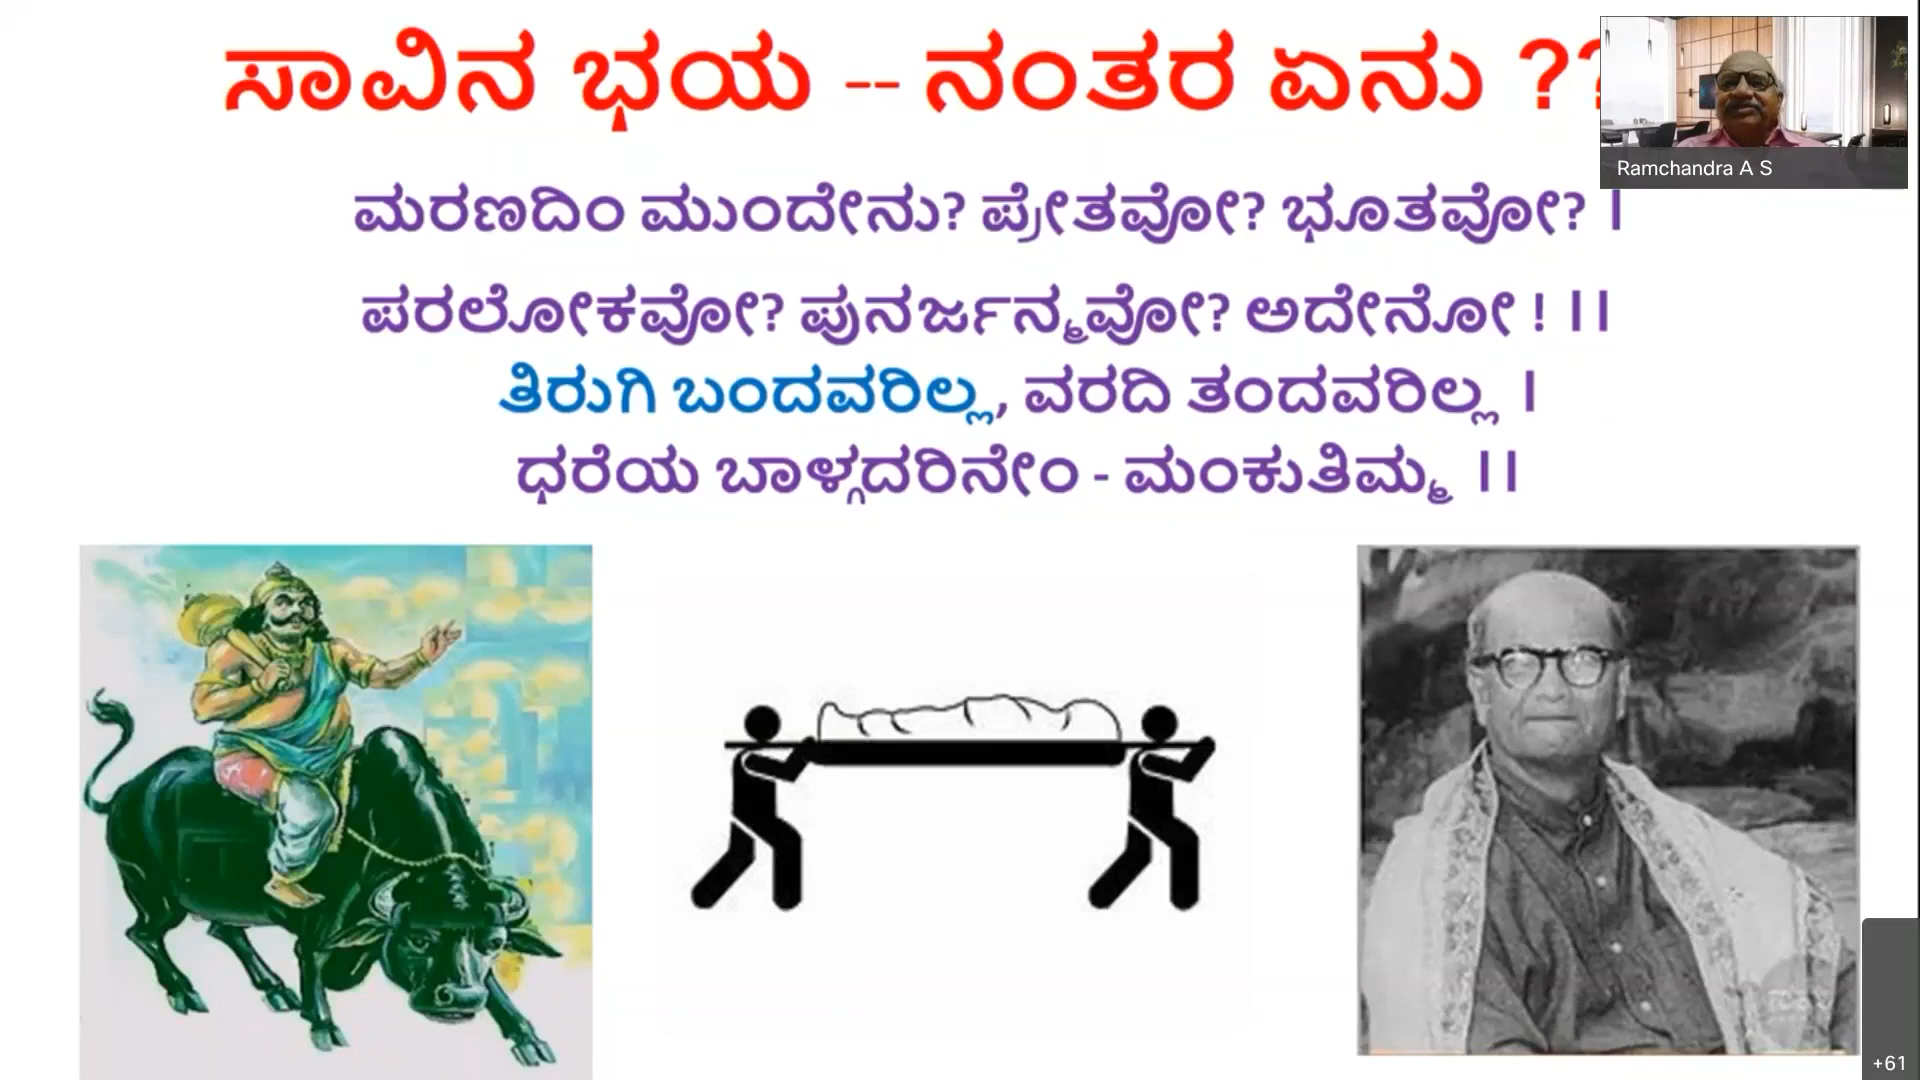 ಸಾವಿನ ಭಯ -- ನಂತರ ಏನು ??
Ramchandra A S
ಮರಣದಿಂ ಮುಂದೇನು? ಪ್ರೇತವೋ? ಭೂತವೋ? |
ಪರಲೋಕವೋ? ಪುನರ್ಜನ್ಮವೋ? ಅದೇನೋ ! ||
ತಿರುಗಿ ಬಂದವರಿಲ್ಲ, ವರದಿ ತಂದವರಿಲ್ಲ |
ಧರೆಯ ಬಾಳ್ಗದರಿನೇಂ - ಮಂಕುತಿಮ್ಮ ||
+61